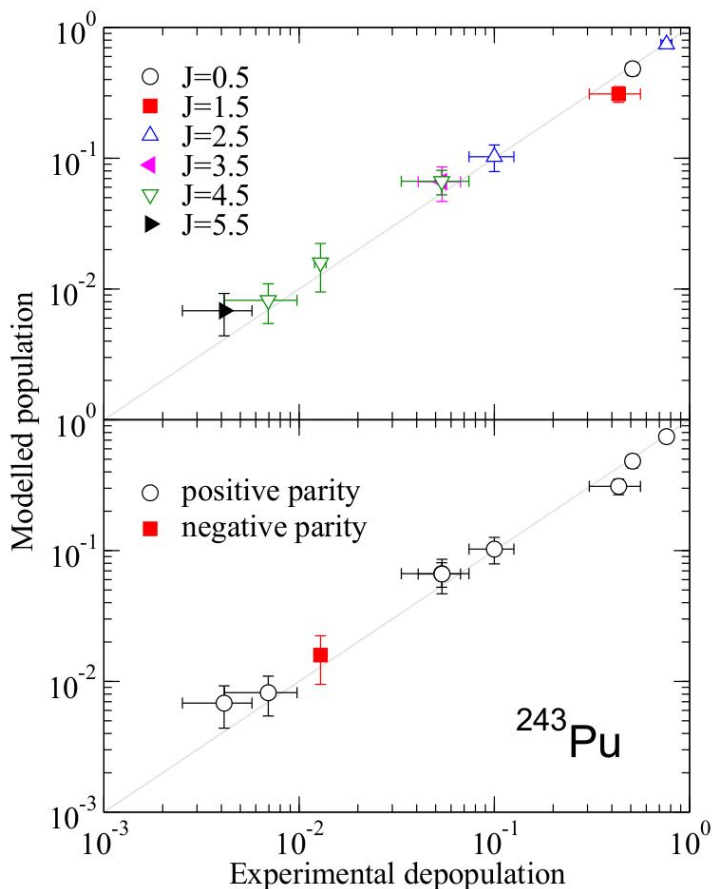 10^0
J=0.5
J=1.5
J=2.5
J=3.5
J=4.5
J=5.5
10^-1
10^-2
10^0
Modelled population
10^0
positive parity
negative parity
10^-1
10^-2
^243Pu
10^-3
10^-3 10^-2 10^-1 10^0
Experimental depopulation